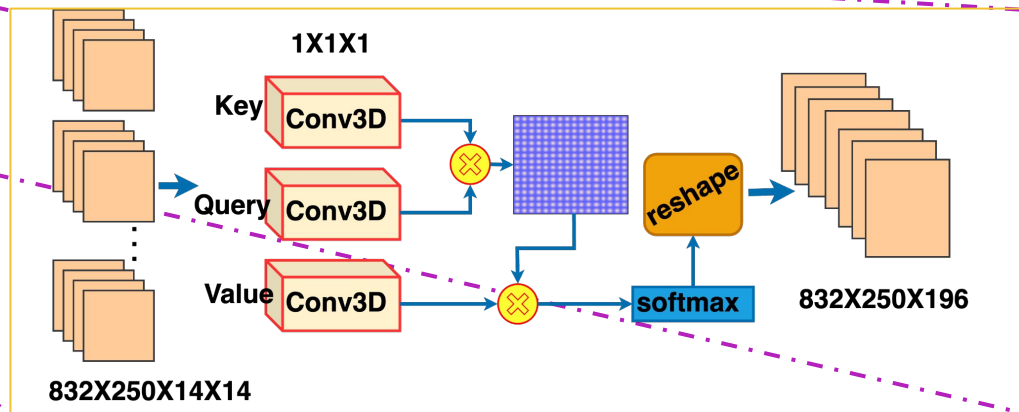 1X1X1
Key
Conv3D
Query
Conv3D
Value
Conv3D
reshape
softmax
832X250X14X14
832X250X196